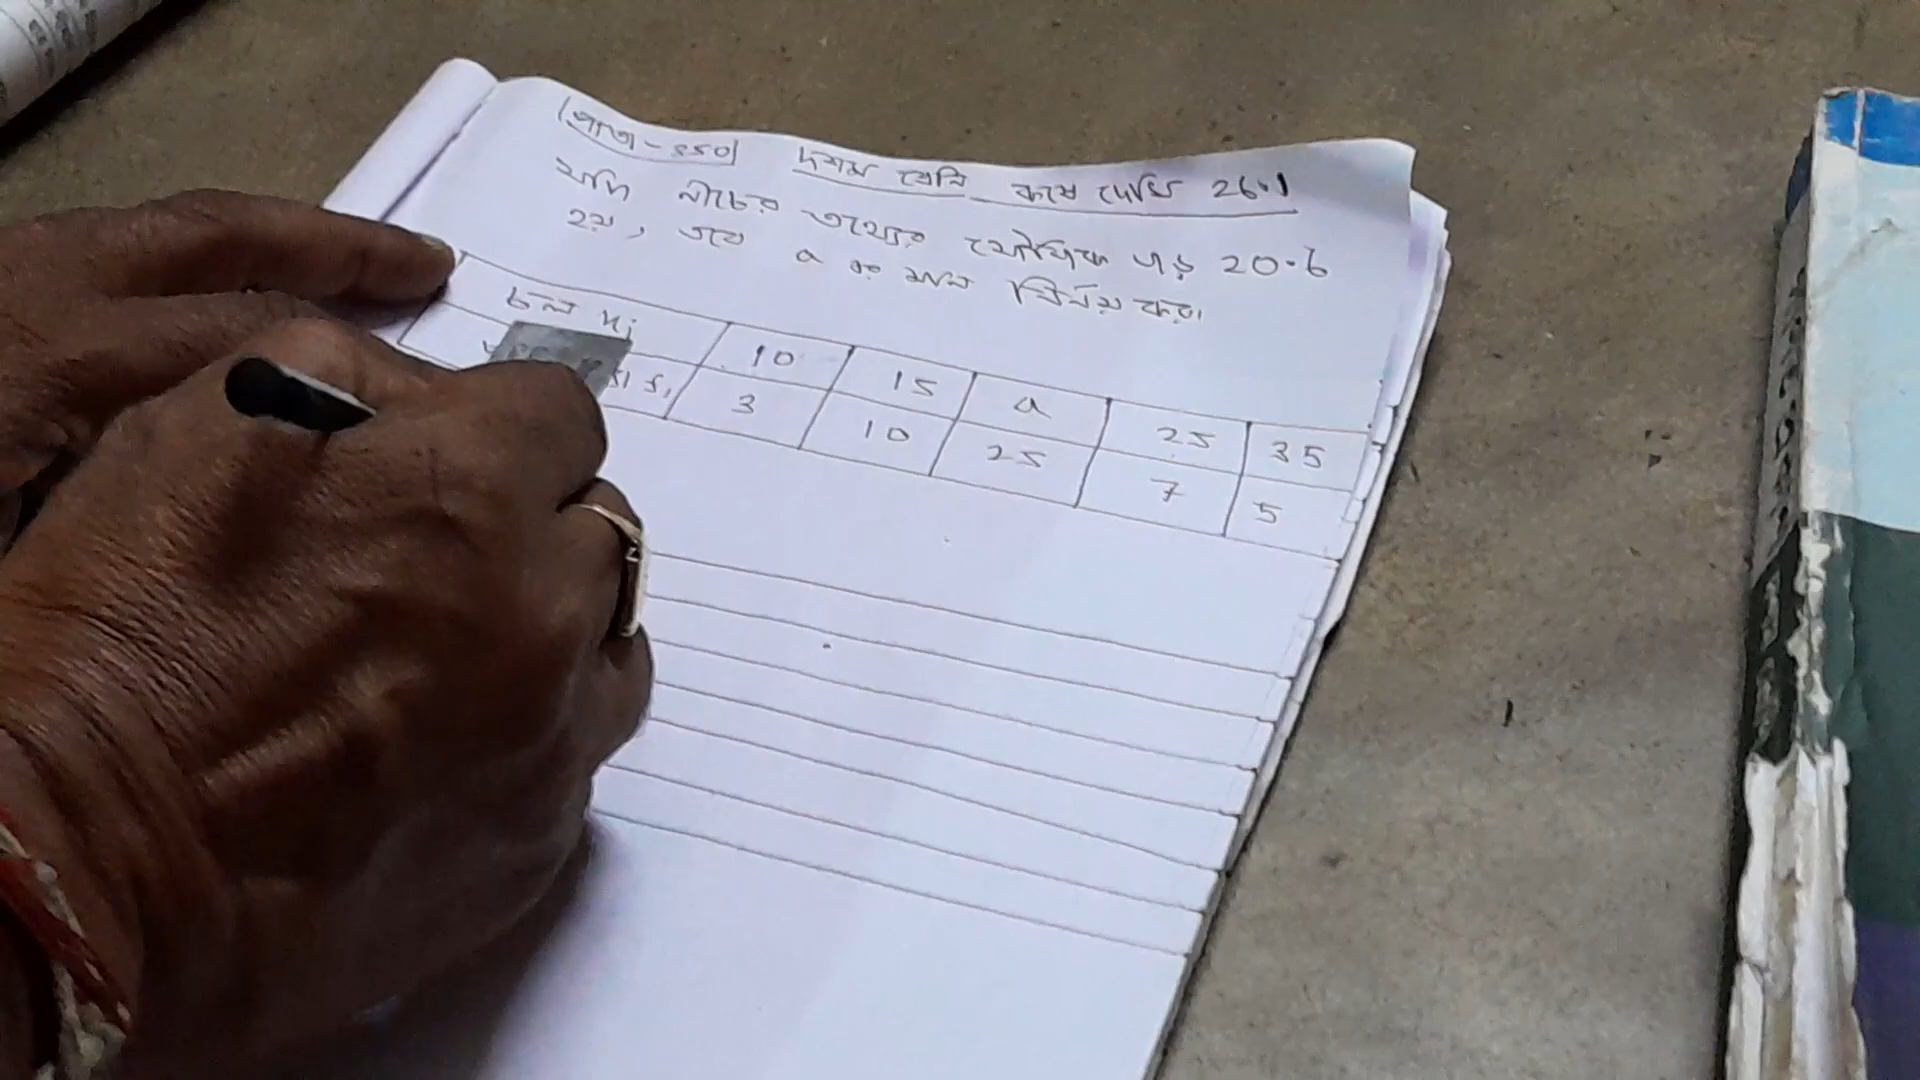 দশম শ্রেণি কষে দেখি 26.1
যদি নীচের তথ্যের যৌগিক গড় 20.6
হয়, তবে a এর মান নির্ণয় করো।
চল xi 10 15 a 25 35
fi 3 10 25 7 5